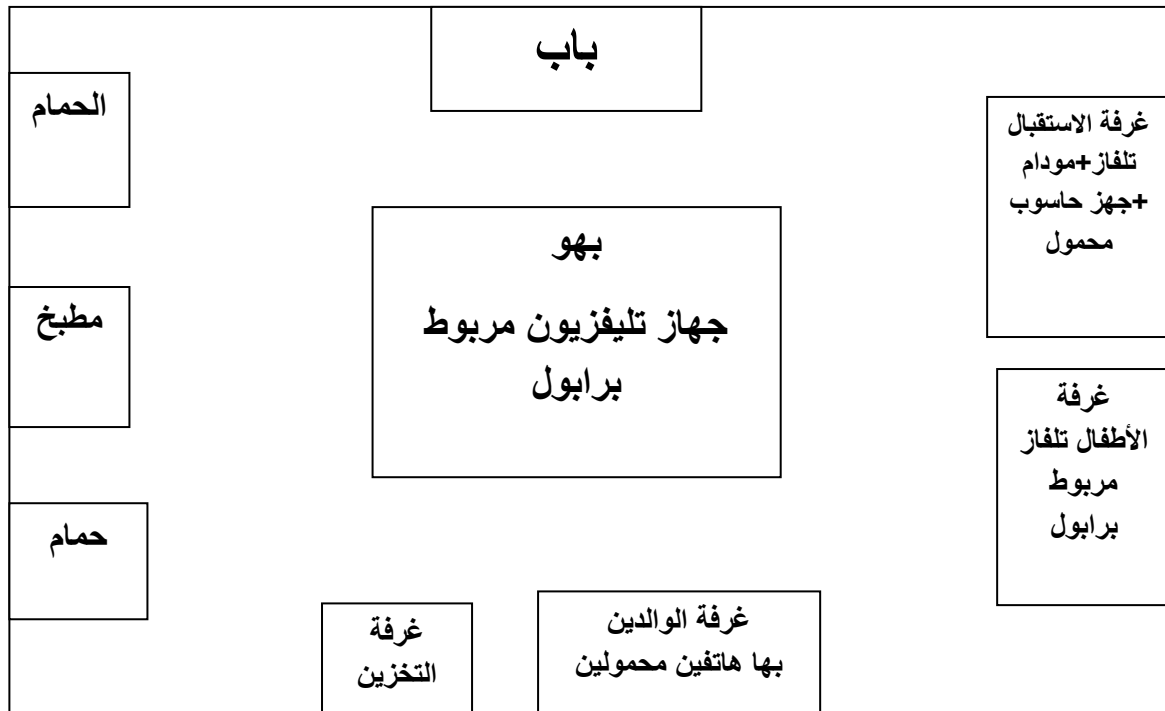 باب
الحمام
غرفة الاستقبال
تلفاز+مودام
+جهز حاسوب
محمول
بهو
جهاز تليفزيون مربوط
برابول
مطبخ
غرفة
الأطفال تلفاز
مربوط
برابول
حمام
غرفة الوالدين
بها هاتفين محمولين
غرفة
التخزين